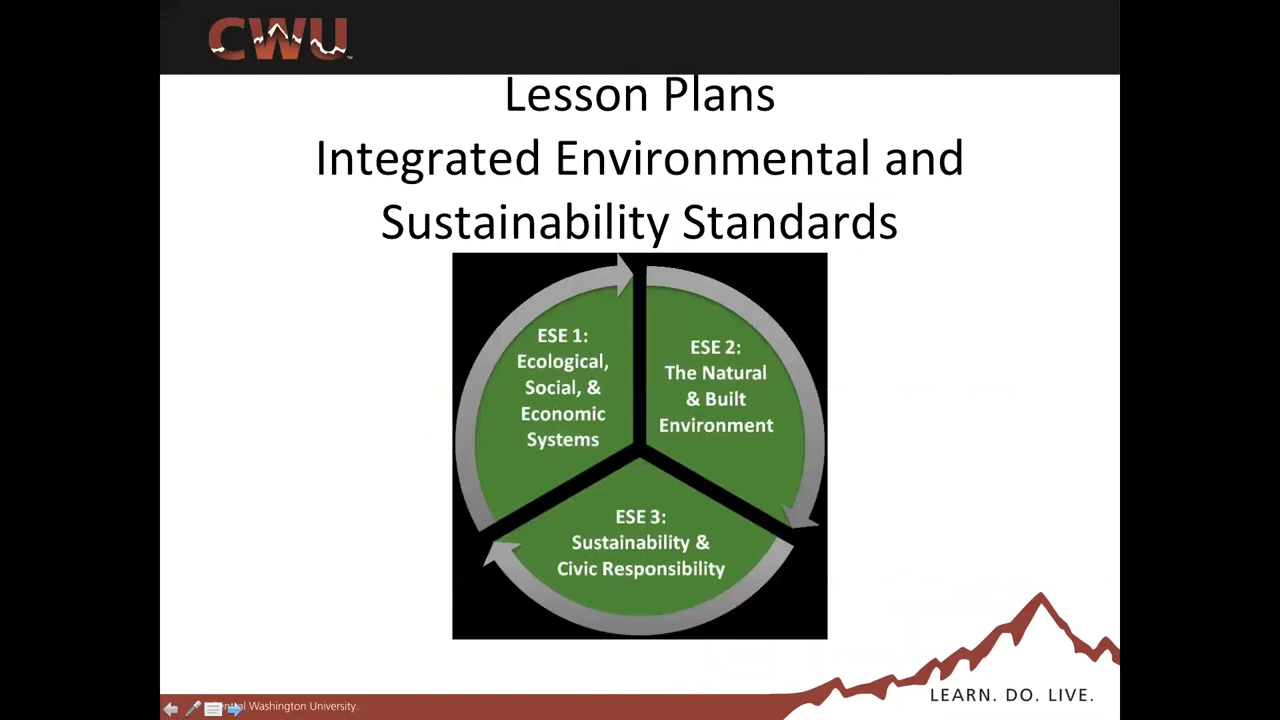 CWU
Lesson Plans
Integrated Environmental and
Sustainability Standards
ESE 1:
Ecological,
Social, &
Economic
Systems
ESE 2:
The Natural
& Built
Environment
ESE 3:
Sustainability &
Civic Responsibility
LEARN. DO. LIVE.
Washington University.